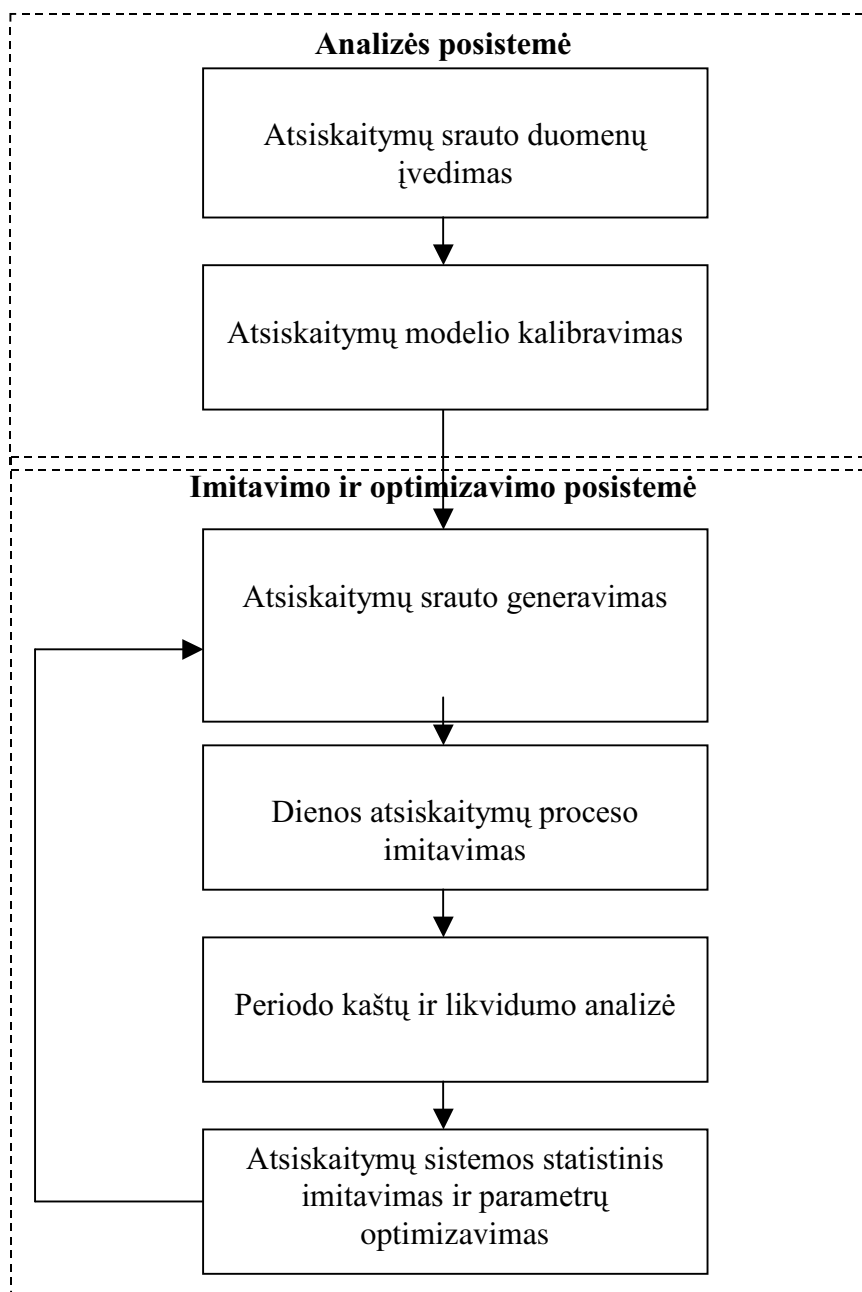 Analizės posistemė
Atsiskaitymų srauto duomenų
įvedimas
Atsiskaitymų modelio kalibravimas
Imitavimo ir optimizavimo posistemė
Atsiskaitymų srauto generavimas
Dienos atsiskaitymų proceso
imitavimas
Periodo kaštų ir likvidumo analizė
Atsiskaitymų sistemos statistinis
imitavimas ir parametrų
optimizavimas